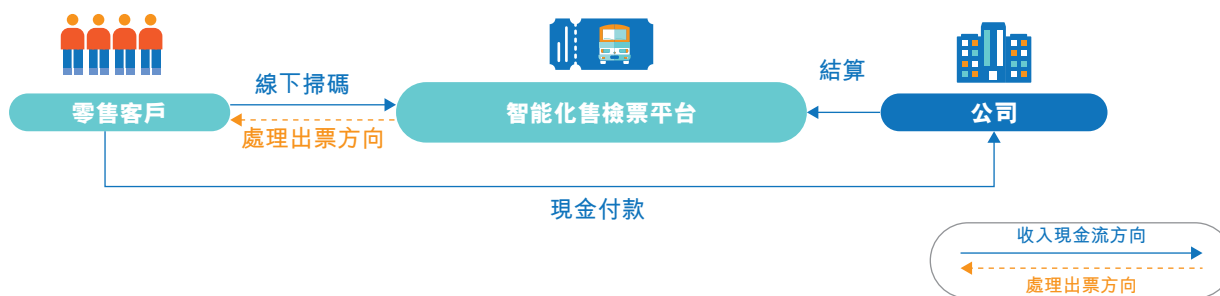 線下掃碼
結算
零售客戶
智能化售檢票平台
公司
處理出票方向
現金付款
收入現金流方向
處理出票方向